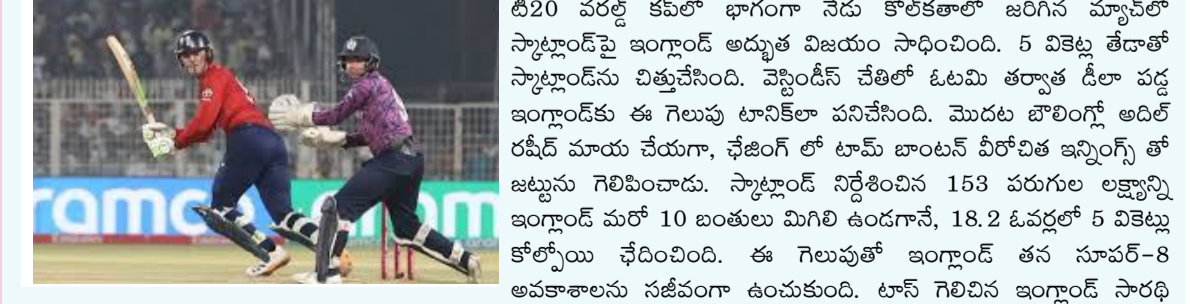 టీ20 వరల్డ్ కప్‌లో భాగంగా నేడు కోల్‌కతాలో జరిగిన మ్యాచ్‌లో
స్కాట్లాండ్‌పై ఇంగ్లాండ్ అద్భుత విజయం సాధించింది. 5 వికెట్ల తేడాతో
స్కాట్లాండ్‌ను చిత్తుచేసింది. వెస్టిండీస్ చేతిలో ఓటమి తర్వాత డీలా పడ్డ
ఇంగ్లాండ్‌కు ఈ గెలుపు టానిక్‌లా పనిచేసింది. మొదట బౌలింగ్లో అదిల్
రషీద్ మాయ చేయగా, ఛేజింగ్ లో టామ్ బాంటన్ వీరోచిత ఇన్నింగ్స్ తో
జట్టును గెలిపించాడు. స్కాట్లాండ్ నిర్దేశించిన 153 పరుగుల లక్ష్యాన్ని
ఇంగ్లాండ్ మరో 10 బంతులు మిగిలి ఉండగానే, 18.2 ఓవర్లలో 5 వికెట్లు
కోల్పోయి ఛేదించింది. ఈ గెలుపుతో ఇంగ్లాండ్ తన సూపర్-8
అవకాశాలను సజీవంగా ఉంచుకుంది. టాస్ గెలిచిన ఇంగ్లాండ్ సారథి
aramco